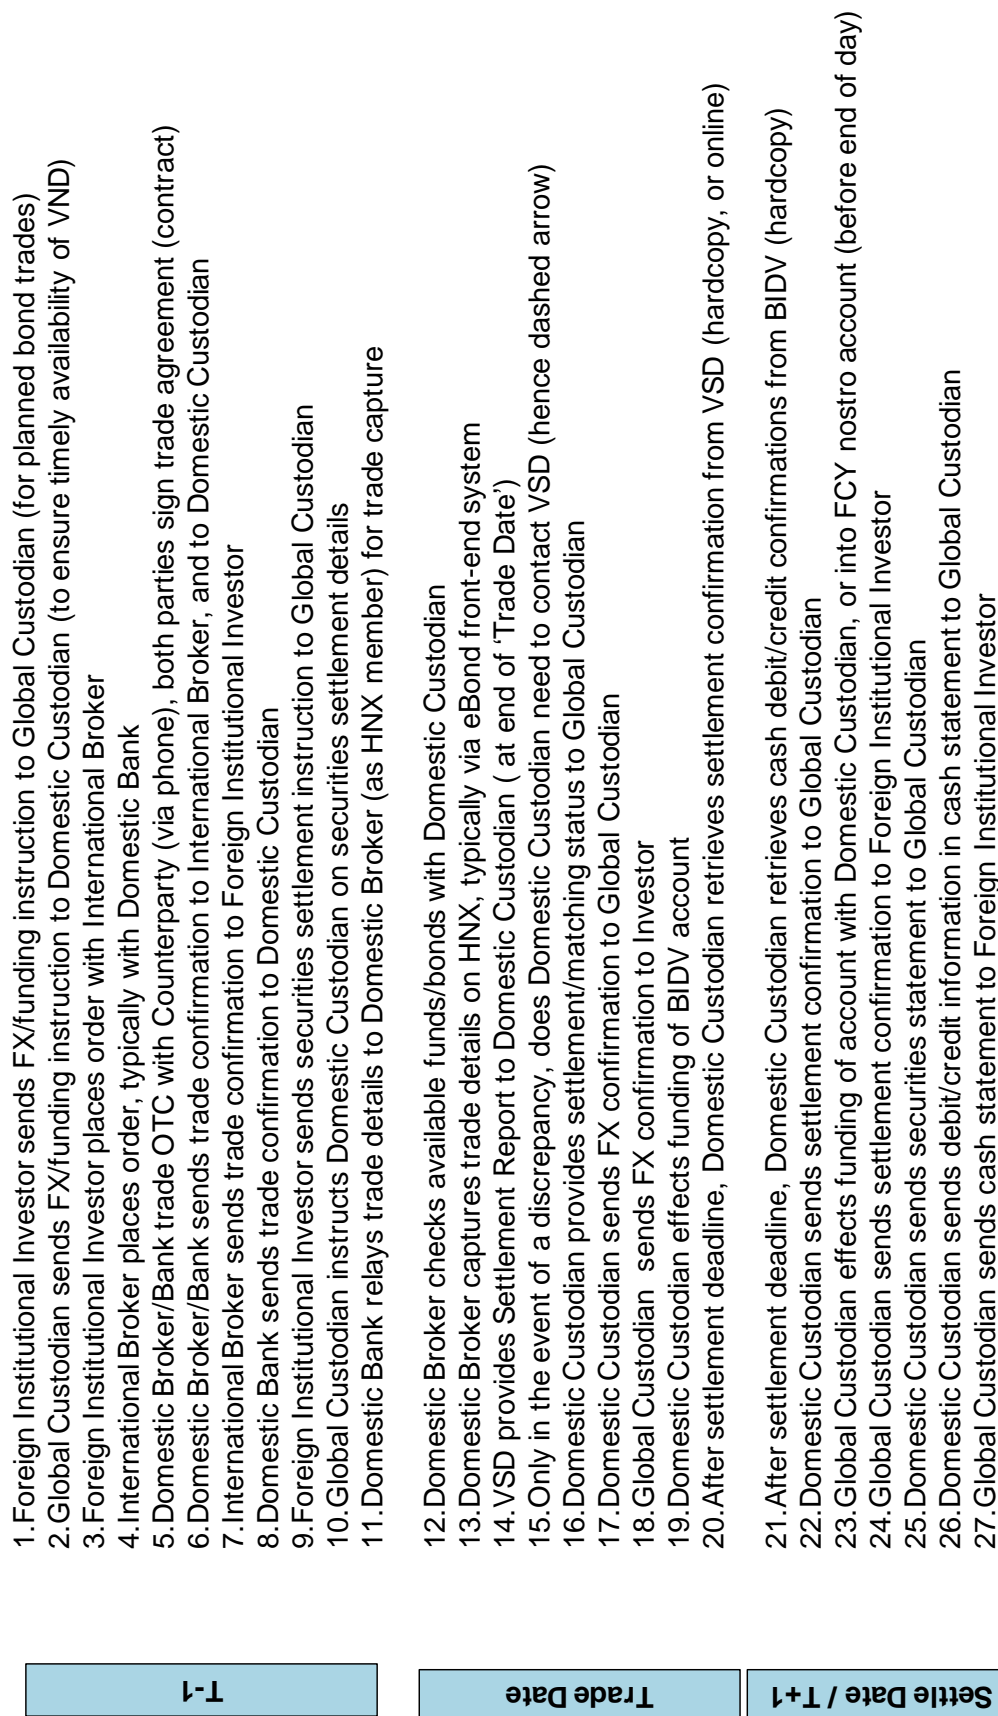 T-1
1.Foreign Institutional Investor sends FX/funding instruction to Global Custodian (for planned bond trades)
2.Global Custodian sends FX/funding instruction to Domestic Custodian (to ensure timely availability of VND)
3.Foreign Institutional Investor places order with International Broker
4.International Broker places order, typically with Domestic Bank
5.Domestic Broker/Bank trade OTC with Counterparty (via phone), both parties sign trade agreement (contract)
6.Domestic Broker/Bank sends trade confirmation to International Broker, and to Domestic Custodian
7.International Broker sends trade confirmation to Foreign Institutional Investor
8.Domestic Bank sends trade confirmation to Domestic Custodian
9.Foreign Institutional Investor sends securities settlement instruction to Global Custodian
10.Global Custodian instructs Domestic Custodian on securities settlement details
11.Domestic Bank relays trade details to Domestic Broker (as HNX member) for trade capture
Trade Date
12.Domestic Broker checks available funds/bonds with Domestic Custodian
13.Domestic Broker captures trade details on HNX, typically via eBond front-end system
14.VSD provides Settlement Report to Domestic Custodian ( at end of ‘Trade Date’)
15.Only in the event of a discrepancy, does Domestic Custodian need to contact VSD (hence dashed arrow)
16.Domestic Custodian provides settlement/matching status to Global Custodian
17.Domestic Custodian sends FX confirmation to Global Custodian
18.Global Custodian  sends FX confirmation to Investor
19.Domestic Custodian effects funding of BIDV account
20.After settlement deadline, Domestic Custodian retrieves settlement confirmation from VSD (hardcopy, or online)
Settle Date / T+1
21.After settlement deadline, Domestic Custodian retrieves cash debit/credit confirmations from BIDV (hardcopy)
22.Domestic Custodian sends settlement confirmation to Global Custodian
23.Global Custodian effects funding of account with Domestic Custodian, or into FCY nostro account (before end of day)
24.Global Custodian sends settlement confirmation to Foreign Institutional Investor
25.Domestic Custodian sends securities statement to Global Custodian
26.Domestic Custodian sends debit/credit information in cash statement to Global Custodian
27.Global Custodian sends cash statement to Foreign Institutional Investor